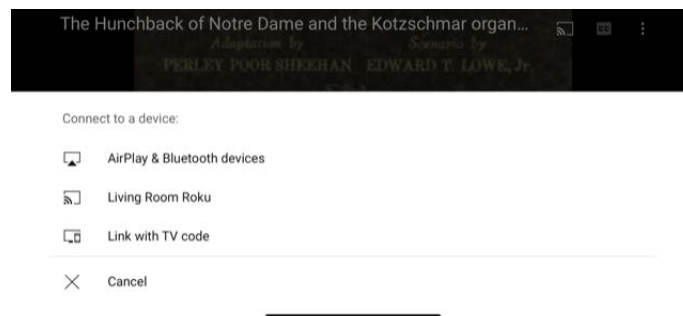 The Hunchback of Notre Dame and the Kotzschmar organ...
CC
Adaptation by Scenario by
PERLEY POOR SHEEHAN EDWARD T. LOWE, Jr.
Connect to a device:
AirPlay & Bluetooth devices
Living Room Roku
Link with TV code
Cancel